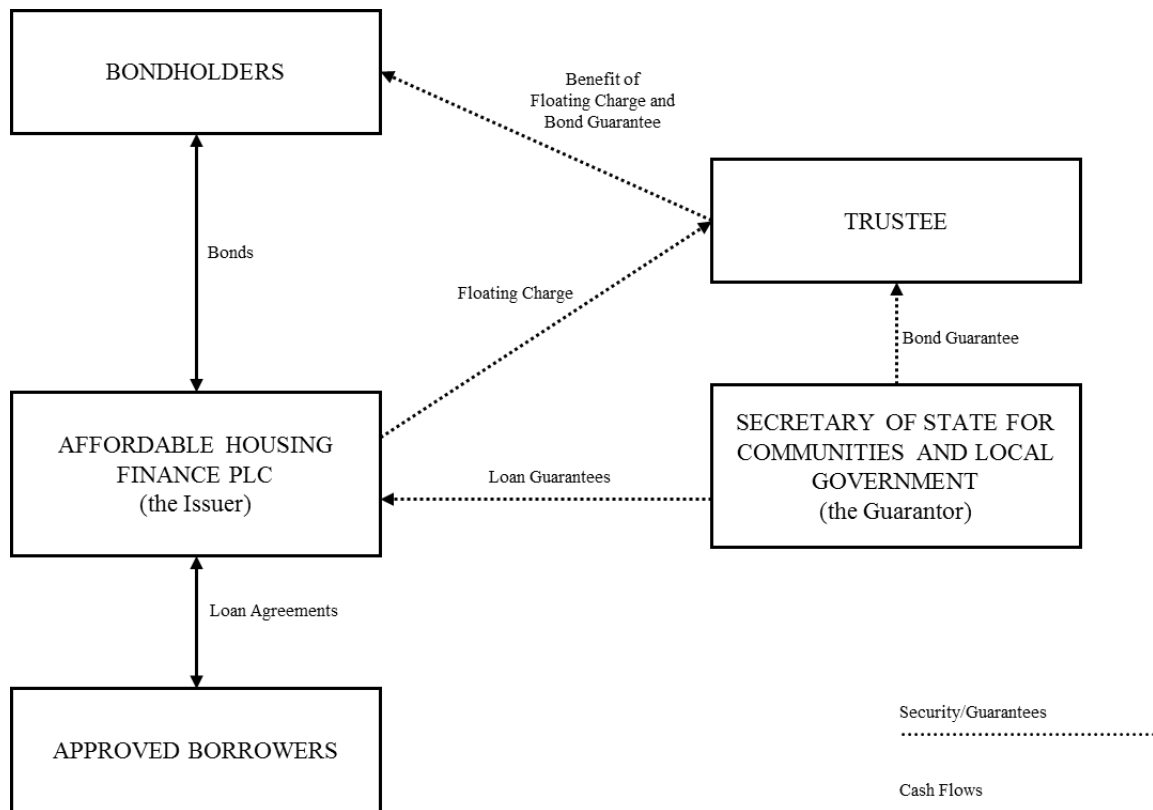 BONDHOLDERS
Benefit of
Floating Charge and
Bond Guarantee
TRUSTEE
Bonds
Floating Charge
Bond Guarantee
AFFORDABLE HOUSING
FINANCE PLC
(the Issuer)
Loan Guarantees
SECRETARY OF STATE FOR
COMMUNITIES AND LOCAL
GOVERNMENT
(the Guarantor)
Loan Agreements
APPROVED BORROWERS
Security/Guarantees
Cash Flows